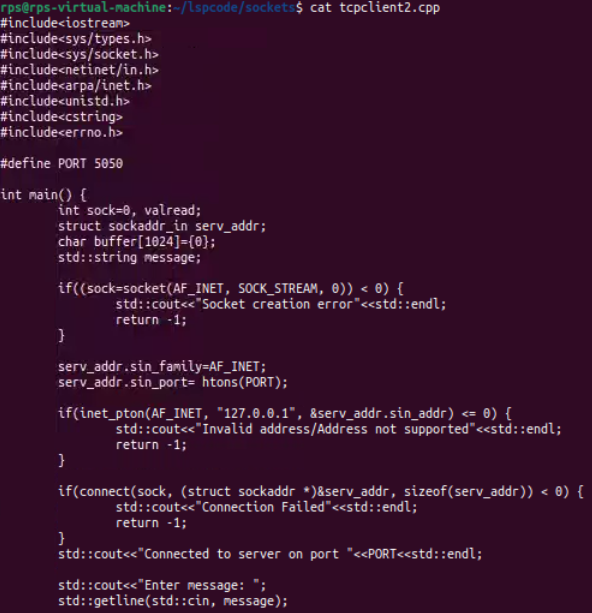 rps@rps-virtual-machine:~/lspcode/sockets$ cat tcpclient2.cpp
#include<iostream>
#include<sys/types.h>
#include<sys/socket.h>
#include<netinet/in.h>
#include<arpa/inet.h>
#include<unistd.h>
#include<cstring>
#include<errno.h>

#define PORT 5050

int main() {
        int sock=0, valread;
        struct sockaddr_in serv_addr;
        char buffer[1024]={0};
        std::string message;

        if((sock=socket(AF_INET, SOCK_STREAM, 0)) < 0) {
                std::cout<<"Socket creation error"<<std::endl;
                return -1;
        }

        serv_addr.sin_family=AF_INET;
        serv_addr.sin_port= htons(PORT);

        if(inet_pton(AF_INET, "127.0.0.1", &serv_addr.sin_addr) <= 0) {
                std::cout<<"Invalid address/Address not supported"<<std::endl;
                return -1;
        }

        if(connect(sock, (struct sockaddr *)&serv_addr, sizeof(serv_addr)) < 0) {
                std::cout<<"Connection Failed"<<std::endl;
                return -1;
        }
        std::cout<<"Connected to server on port "<<PORT<<std::endl;

        std::cout<<"Enter message: ";
        std::getline(std::cin, message);